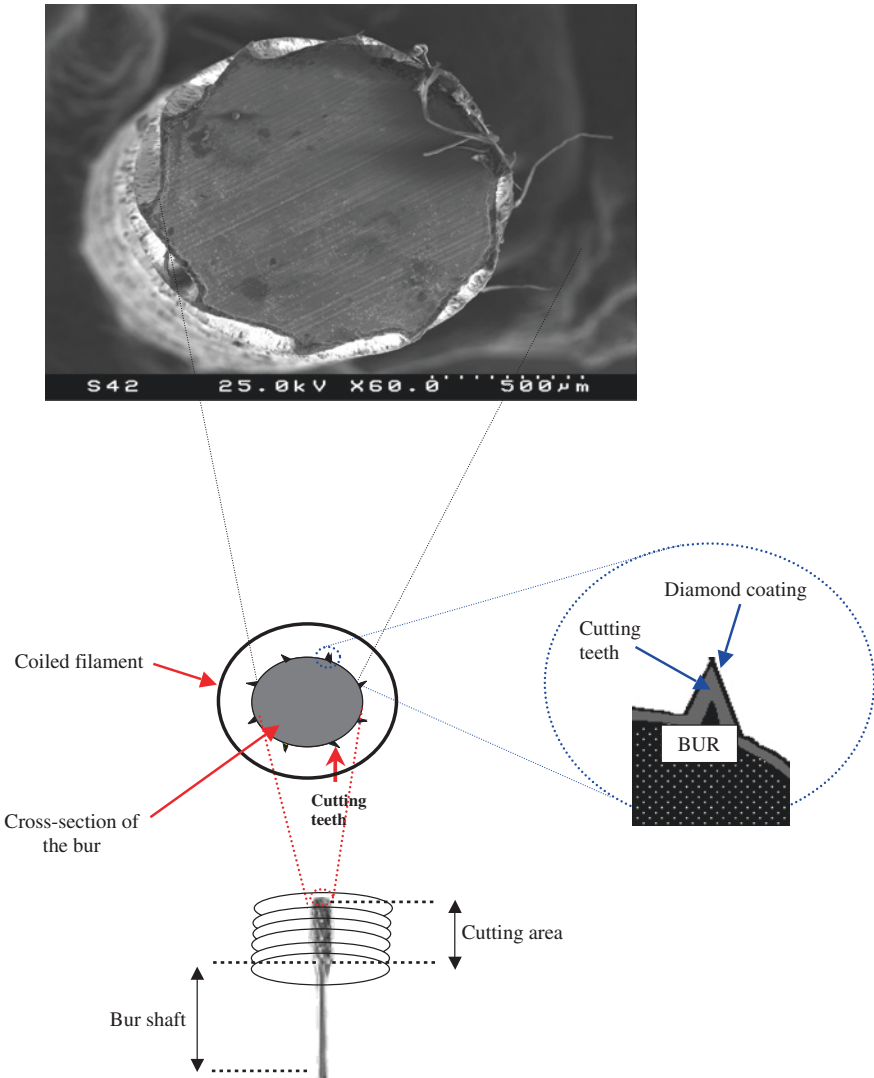 S42 25.0kV X60.0 500µm
Diamond coating
Cutting
teeth
Coiled filament
BUR
Cutting
teeth
Cross-section of
the bur
Cutting area
Bur shaft